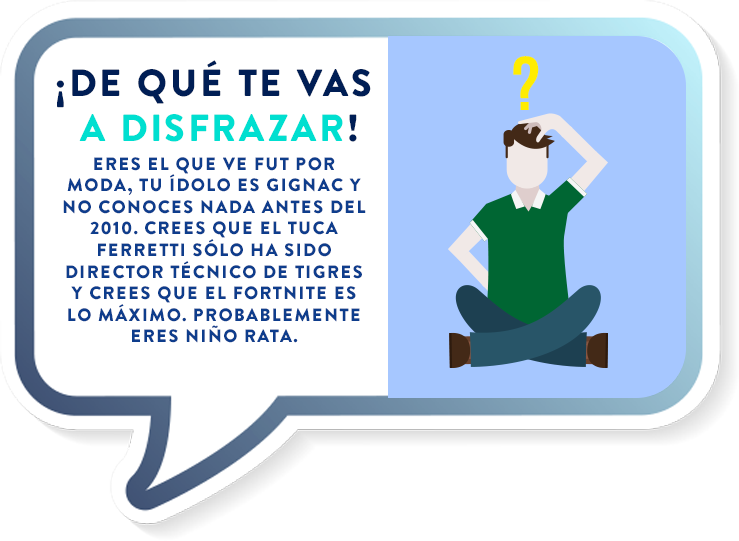 ¡DE QUÉ TE VAS
A DISFRAZAR!
ERES EL QUE VE FUT POR
MODA, TU ÍDOLO ES GIGNAC Y
NO CONOCES NADA ANTES DEL
2010. CREES QUE EL TUCA
FERRETTI SÓLO HA SIDO
DIRECTOR TÉCNICO DE TIGRES
Y CREES QUE EL FORTNITE ES
LO MÁXIMO. PROBABLEMENTE
ERES NIÑO RATA.
?